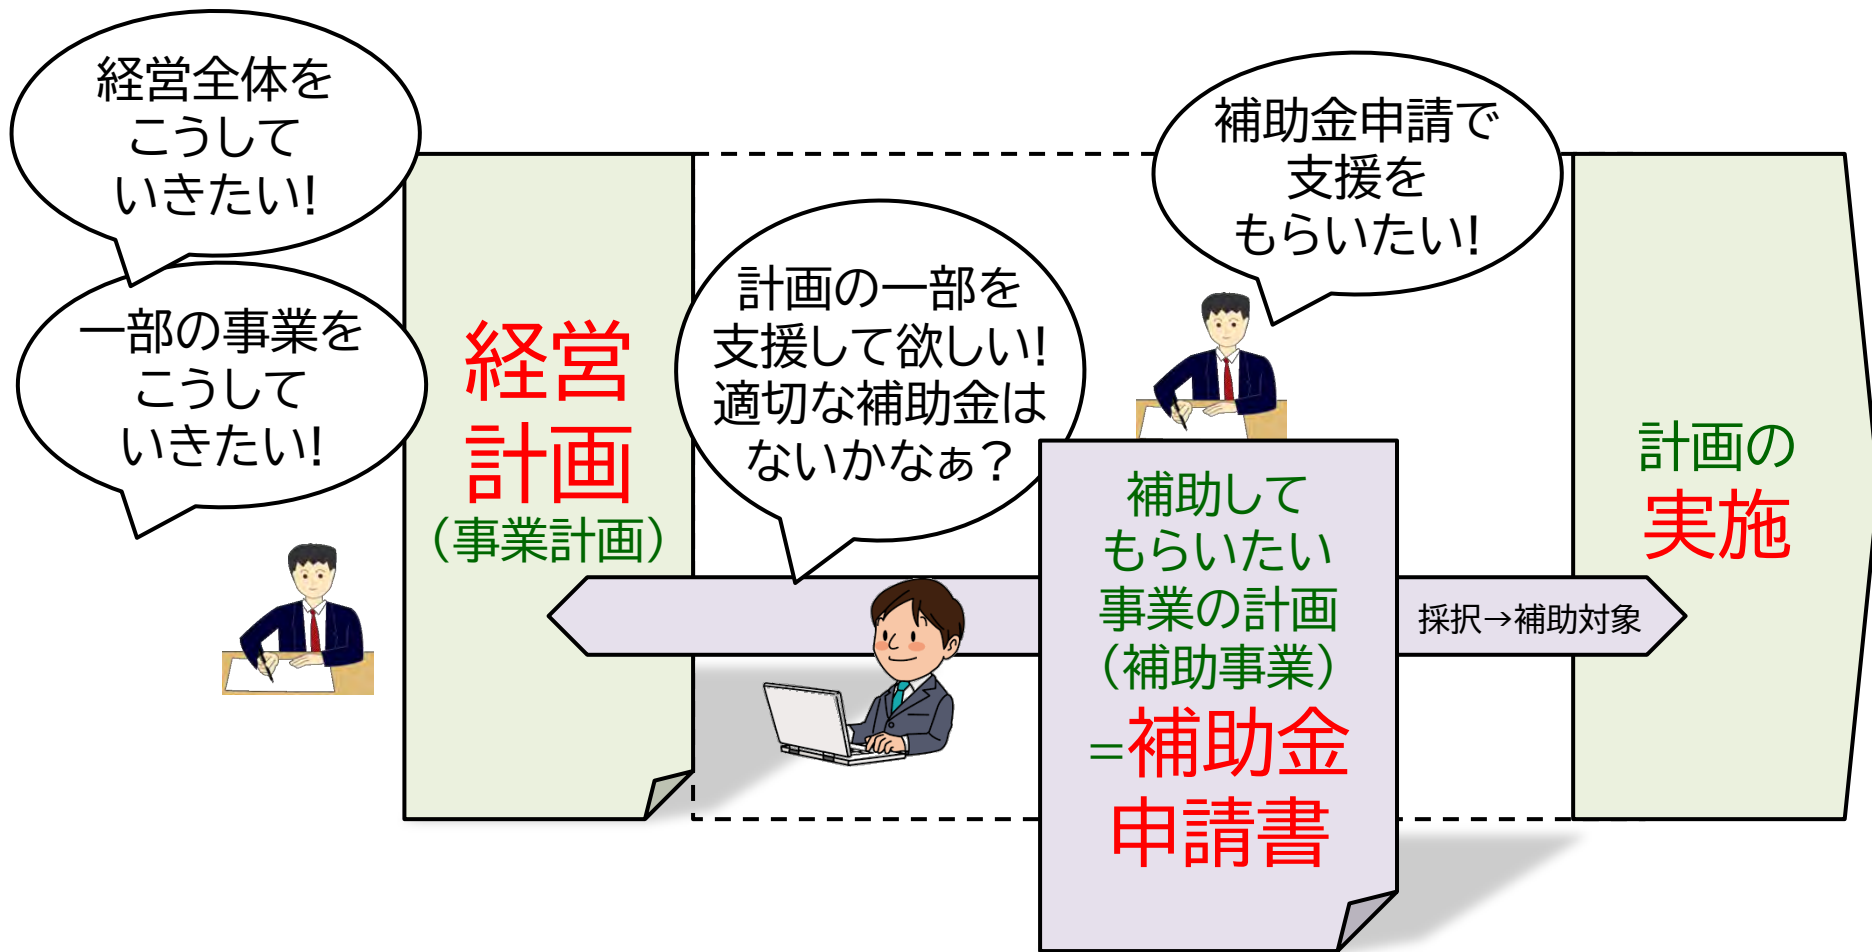 経営全体を
こうして
いきたい!
一部の事業を
こうして
いきたい!
経営
計画
（事業計画）
計画の一部を
支援して欲しい!
適切な補助金は
ないかなぁ？
補助金申請で
支援を
もらいたい!
補助して
もらいたい
事業の計画
（補助事業）
=補助金
申請書
採択→補助対象
計画の
実施